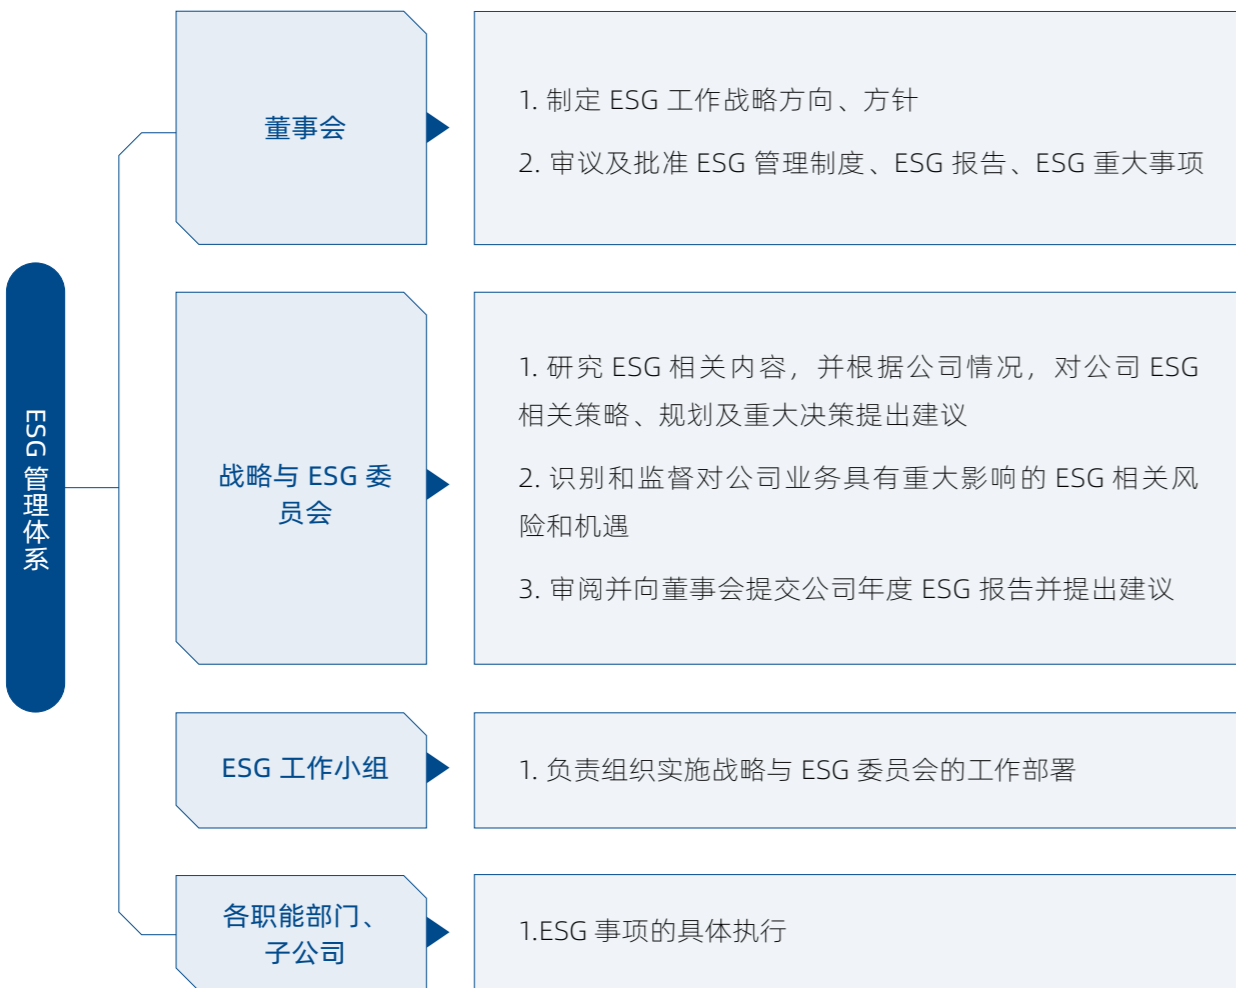 ESG 管理体系
董事会
1. 制定 ESG 工作战略方向、方针
2. 审议及批准 ESG 管理制度、ESG 报告、ESG 重大事项
战略与 ESG 委
员会
1. 研究 ESG 相关内容，并根据公司情况，对公司 ESG
相关策略、规划及重大决策提出建议
2. 识别和监督对公司业务具有重大影响的 ESG 相关风
险和机遇
3. 审阅并向董事会提交公司年度 ESG 报告并提出建议
ESG 工作小组
1. 负责组织实施战略与 ESG 委员会的工作部署
各职能部门、
子公司
1.ESG 事项的具体执行